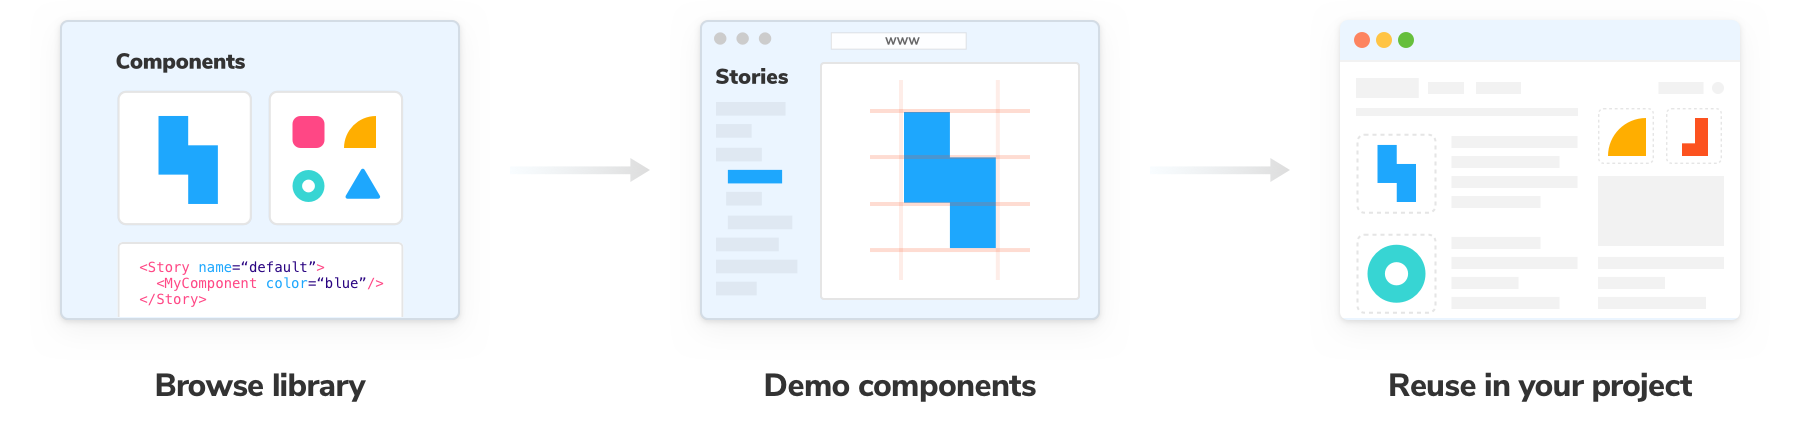 Components
<Story name=“default”>
<MyComponent color=“blue”/>
</Story>
www
Stories
Browse library
Demo components
Reuse in your project